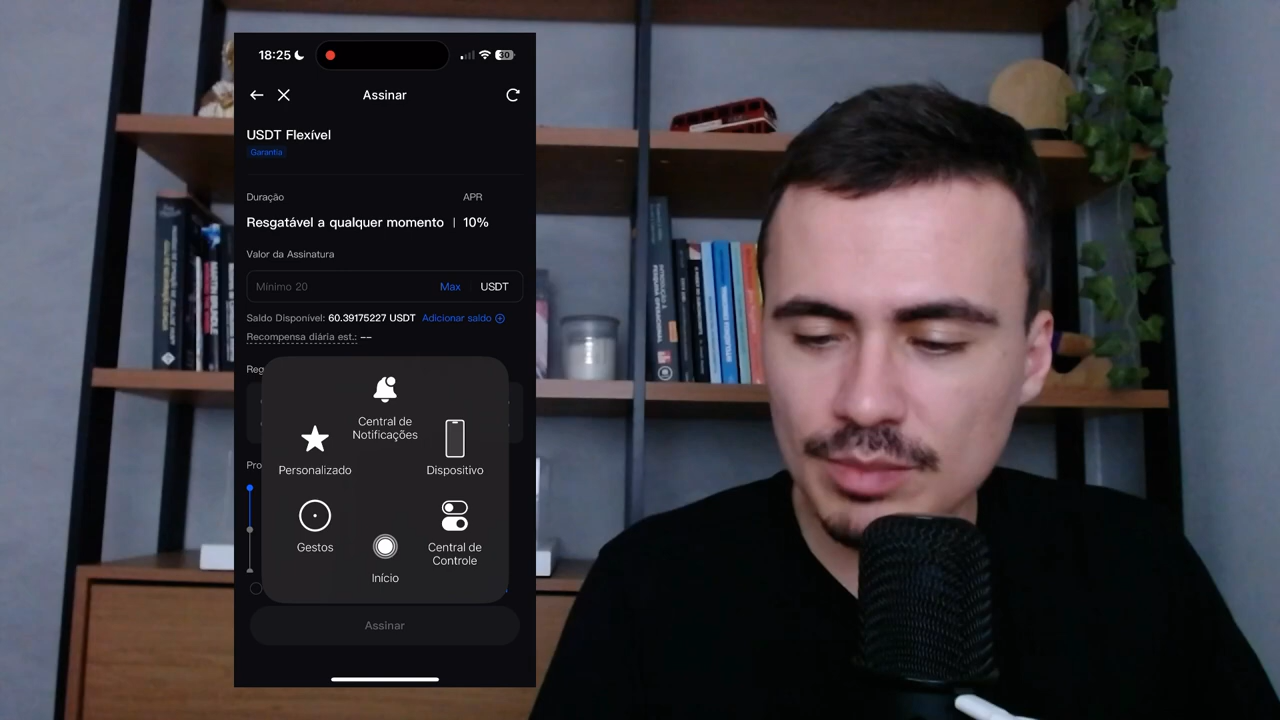 18:25
30
Assinar
USDT Flexível
Garantia
Duração
APR
Resgatável a qualquer momento | 10%
Valor da Assinatura
Mínimo 20
Max
USDT
Saldo Disponível: 60.39175227 USDT Adicionar saldo
Recompensa diária est.: --
Reg
Central de
Notificações
Personalizado
Dispositivo
Pro
Gestos
Central de
Controle
Início
Assinar